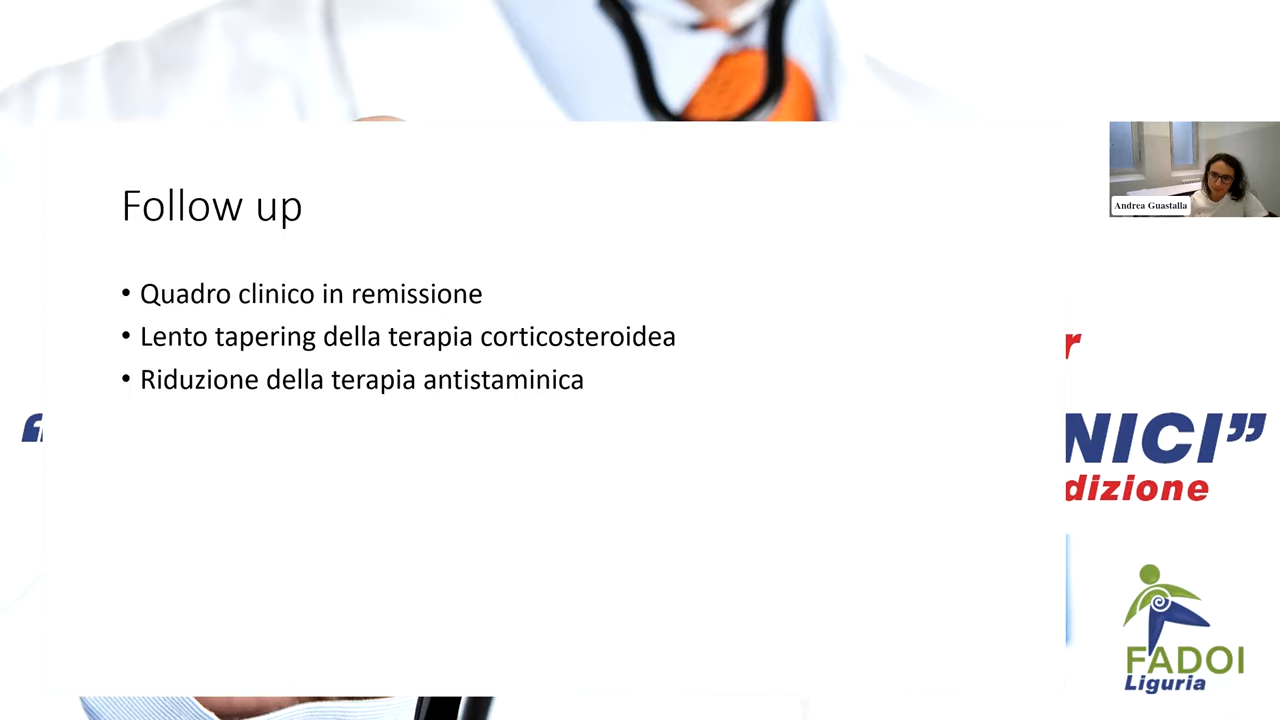 Follow up
• Quadro clinico in remissione
• Lento tapering della terapia corticosteroidea
• Riduzione della terapia antistaminica
Andrea Guastalla
r
“
NICI”
dizione
FADOI
Liguria